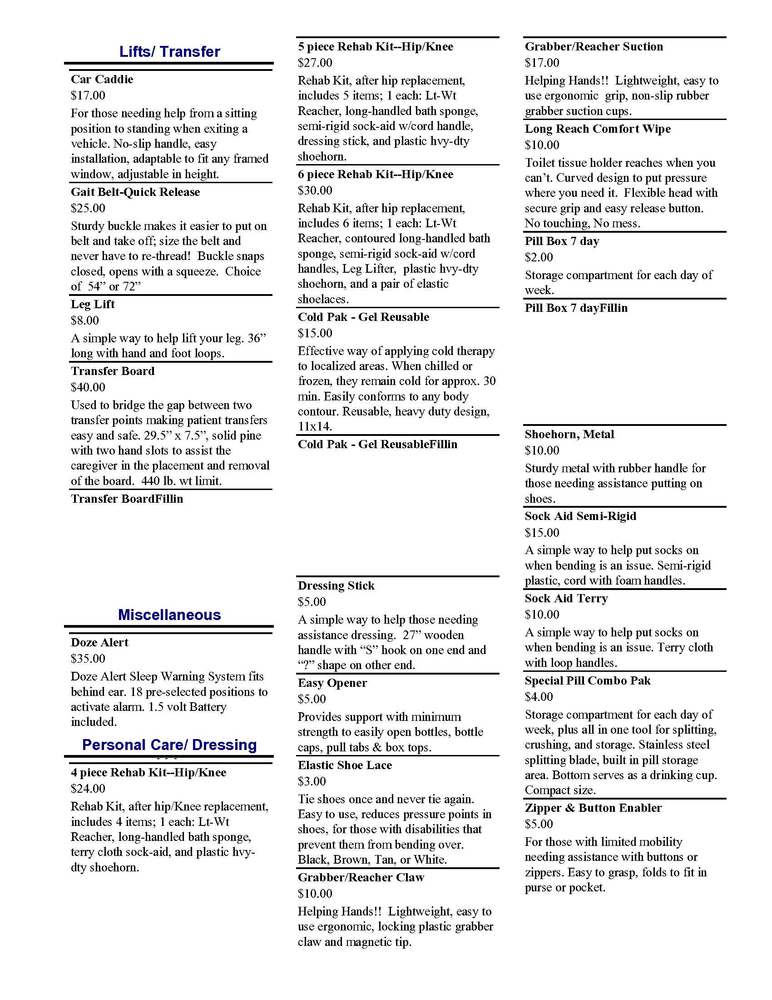 Lifts/ Transfer
Car Caddie
$17.00
For those needing help from a sitting
position to standing when exiting a
vehicle. No-slip handle, easy
installation, adaptable to fit any framed
window, adjustable in height.
Gait Belt-Quick Release
$25.00
Sturdy buckle makes it easier to put on
belt and take off; size the belt and
never have to re-thread!  Buckle snaps
closed, opens with a squeeze.  Choice
of  54” or 72”
Leg Lift
$8.00
A simple way to help lift your leg. 36”
long with hand and foot loops.
Transfer Board
$40.00
Used to bridge the gap between two
transfer points making patient transfers
easy and safe. 29.5” x 7.5”, solid pine
with two hand slots to assist the
caregiver in the placement and removal
of the board.  440 lb. wt limit.
Transfer BoardFillin
Miscellaneous
Doze Alert
$35.00
Doze Alert Sleep Warning System fits
behind ear. 18 pre-selected positions to
activate alarm. 1.5 volt Battery
included.
Personal Care/ Dressing
4 piece Rehab Kit--Hip/Knee
$24.00
Rehab Kit, after hip/Knee replacement,
includes 4 items; 1 each: Lt-Wt
Reacher, long-handled bath sponge,
terry cloth sock-aid, and plastic hvy-
dty shoehorn.
5 piece Rehab Kit--Hip/Knee
$27.00
Rehab Kit, after hip replacement,
includes 5 items; 1 each: Lt-Wt
Reacher, long-handled bath sponge,
semi-rigid sock-aid w/cord handle,
dressing stick, and plastic hvy-dty
shoehorn.
6 piece Rehab Kit--Hip/Knee
$30.00
Rehab Kit, after hip replacement,
includes 6 items; 1 each: Lt-Wt
Reacher, contoured long-handled bath
sponge, semi-rigid sock-aid w/cord
handles, Leg Lifter,  plastic hvy-dty
shoehorn, and a pair of elastic
shoelaces.
Cold Pak - Gel Reusable
$15.00
Effective way of applying cold therapy
to localized areas. When chilled or
frozen, they remain cold for approx. 30
min. Easily conforms to any body
contour. Reusable, heavy duty design,
11x14.
Cold Pak - Gel ReusableFillin
Dressing Stick
$5.00
A simple way to help those needing
assistance dressing.  27” wooden
handle with “S” hook on one end and
“?” shape on other end.
Easy Opener
$5.00
Provides support with minimum
strength to easily open bottles, bottle
caps, pull tabs & box tops.
Elastic Shoe Lace
$3.00
Tie shoes once and never tie again.
Easy to use, reduces pressure points in
shoes, for those with disabilities that
prevent them from bending over.
Black, Brown, Tan, or White.
Grabber/Reacher Claw
$10.00
Helping Hands!!  Lightweight, easy to
use ergonomic, locking plastic grabber
claw and magnetic tip.
Grabber/Reacher Suction
$17.00
Helping Hands!!  Lightweight, easy to
use ergonomic  grip, non-slip rubber
grabber suction cups.
Long Reach Comfort Wipe
$10.00
Toilet tissue holder reaches when you
can’t. Curved design to put pressure
where you need it.  Flexible head with
secure grip and easy release button.
No touching, No mess.
Pill Box 7 day
$2.00
Storage compartment for each day of
week.
Pill Box 7 dayFillin
Shoehorn, Metal
$10.00
Sturdy metal with rubber handle for
those needing assistance putting on
shoes.
Sock Aid Semi-Rigid
$15.00
A simple way to help put socks on
when bending is an issue. Semi-rigid
plastic, cord with foam handles.
Sock Aid Terry
$10.00
A simple way to help put socks on
when bending is an issue. Terry cloth
with loop handles.
Special Pill Combo Pak
$4.00
Storage compartment for each day of
week, plus all in one tool for splitting,
crushing, and storage. Stainless steel
splitting blade, built in pill storage
area. Bottom serves as a drinking cup.
Compact size.
Zipper & Button Enabler
$5.00
For those with limited mobility
needing assistance with buttons or
zippers. Easy to grasp, folds to fit in
purse or pocket.